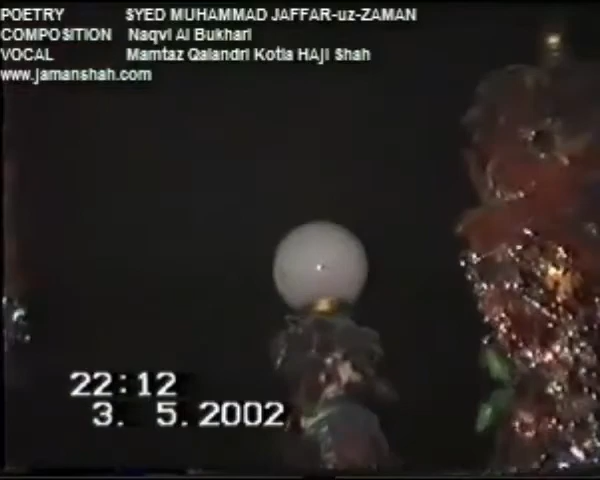 POETRY SYED MUHAMMAD JAFFAR-uz-ZAMAN
COMPOSITION Naqvi Al Bukhari
VOCAL Mamtaz Qalandri Kotla HAji Shah
www.jamanshah.com
22:12
3. 5.2002